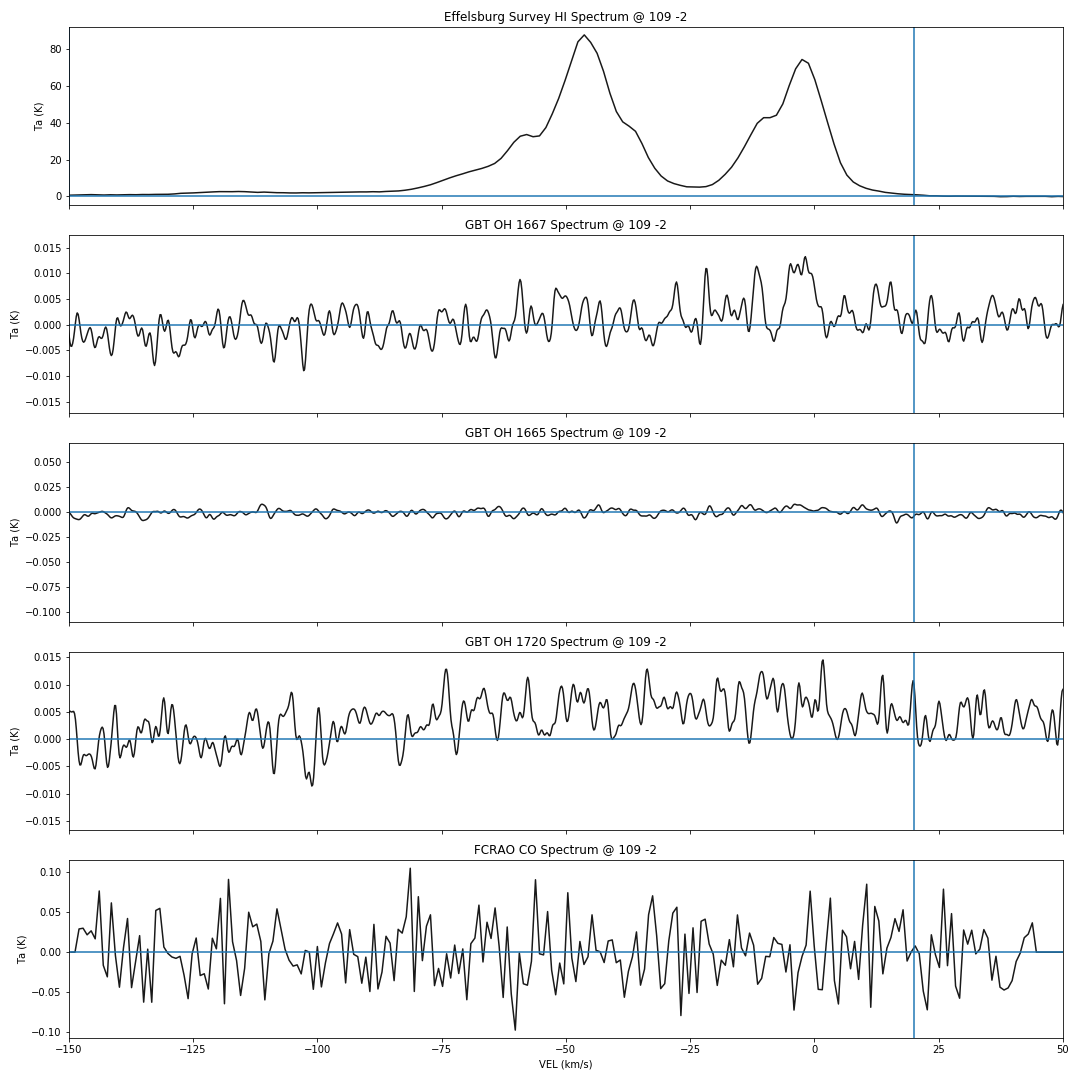 Effelsburg Survey HI Spectrum @ 109 -2
Ta (K)
80
60
40
20
0
GBT OH 1667 Spectrum @ 109 -2
Ta (K)
0.015
0.010
0.005
0.000
−0.005
−0.010
−0.015
GBT OH 1665 Spectrum @ 109 -2
Ta (K)
0.050
0.025
0.000
−0.025
−0.050
−0.075
−0.100
GBT OH 1720 Spectrum @ 109 -2
Ta (K)
0.015
0.010
0.005
0.000
−0.005
−0.010
−0.015
FCRAO CO Spectrum @ 109 -2
Ta (K)
0.10
0.05
0.00
−0.05
−0.10
−150 −125 −100 −75 −50 −25 0 25 50
VEL (km/s)